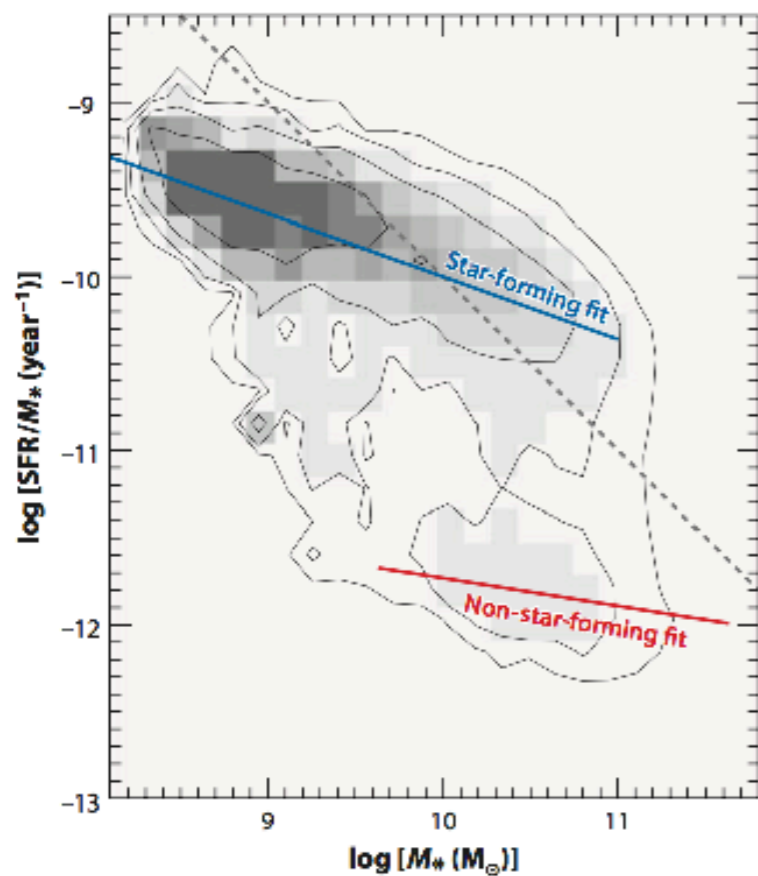 −9
−10
−11
−12
−13
9
10
11
log [SFR/M* (year⁻¹)]
log [M* (M⊙)]
Star-forming fit
Non-star-forming fit